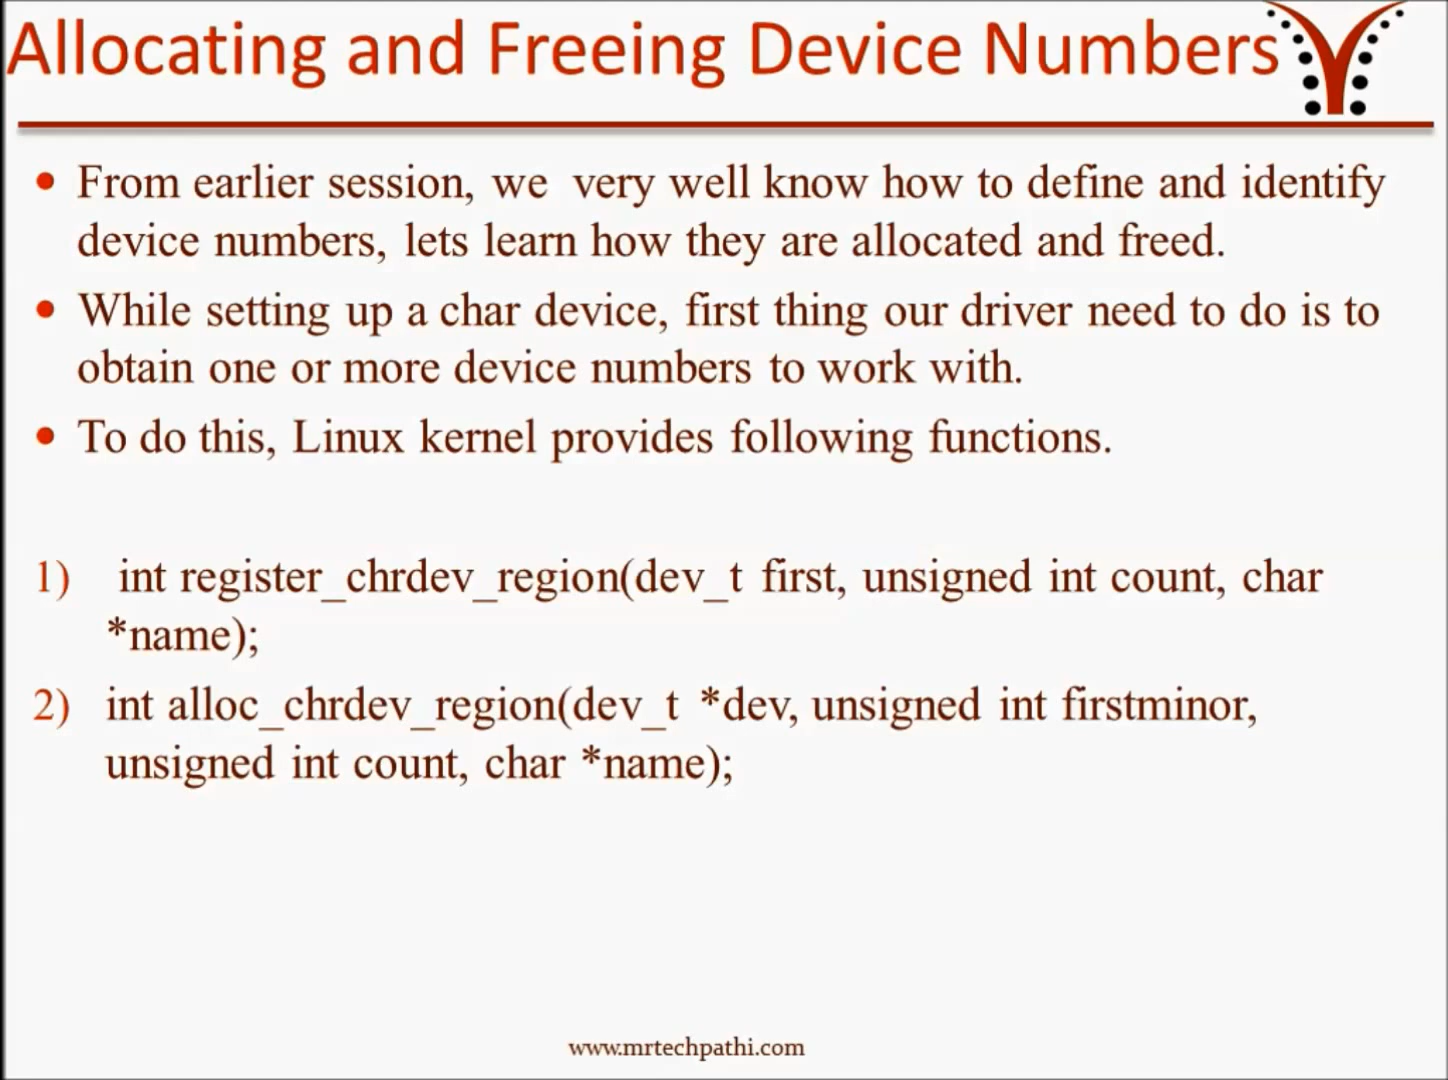 Allocating and Freeing Device Numbers
• From earlier session, we very well know how to define and identify
device numbers, lets learn how they are allocated and freed.
• While setting up a char device, first thing our driver need to do is to
obtain one or more device numbers to work with.
• To do this, Linux kernel provides following functions.
1) int register_chrdev_region(dev_t first, unsigned int count, char
*name);
2) int alloc_chrdev_region(dev_t *dev, unsigned int firstminor,
unsigned int count, char *name);
www.mrtechpathi.com